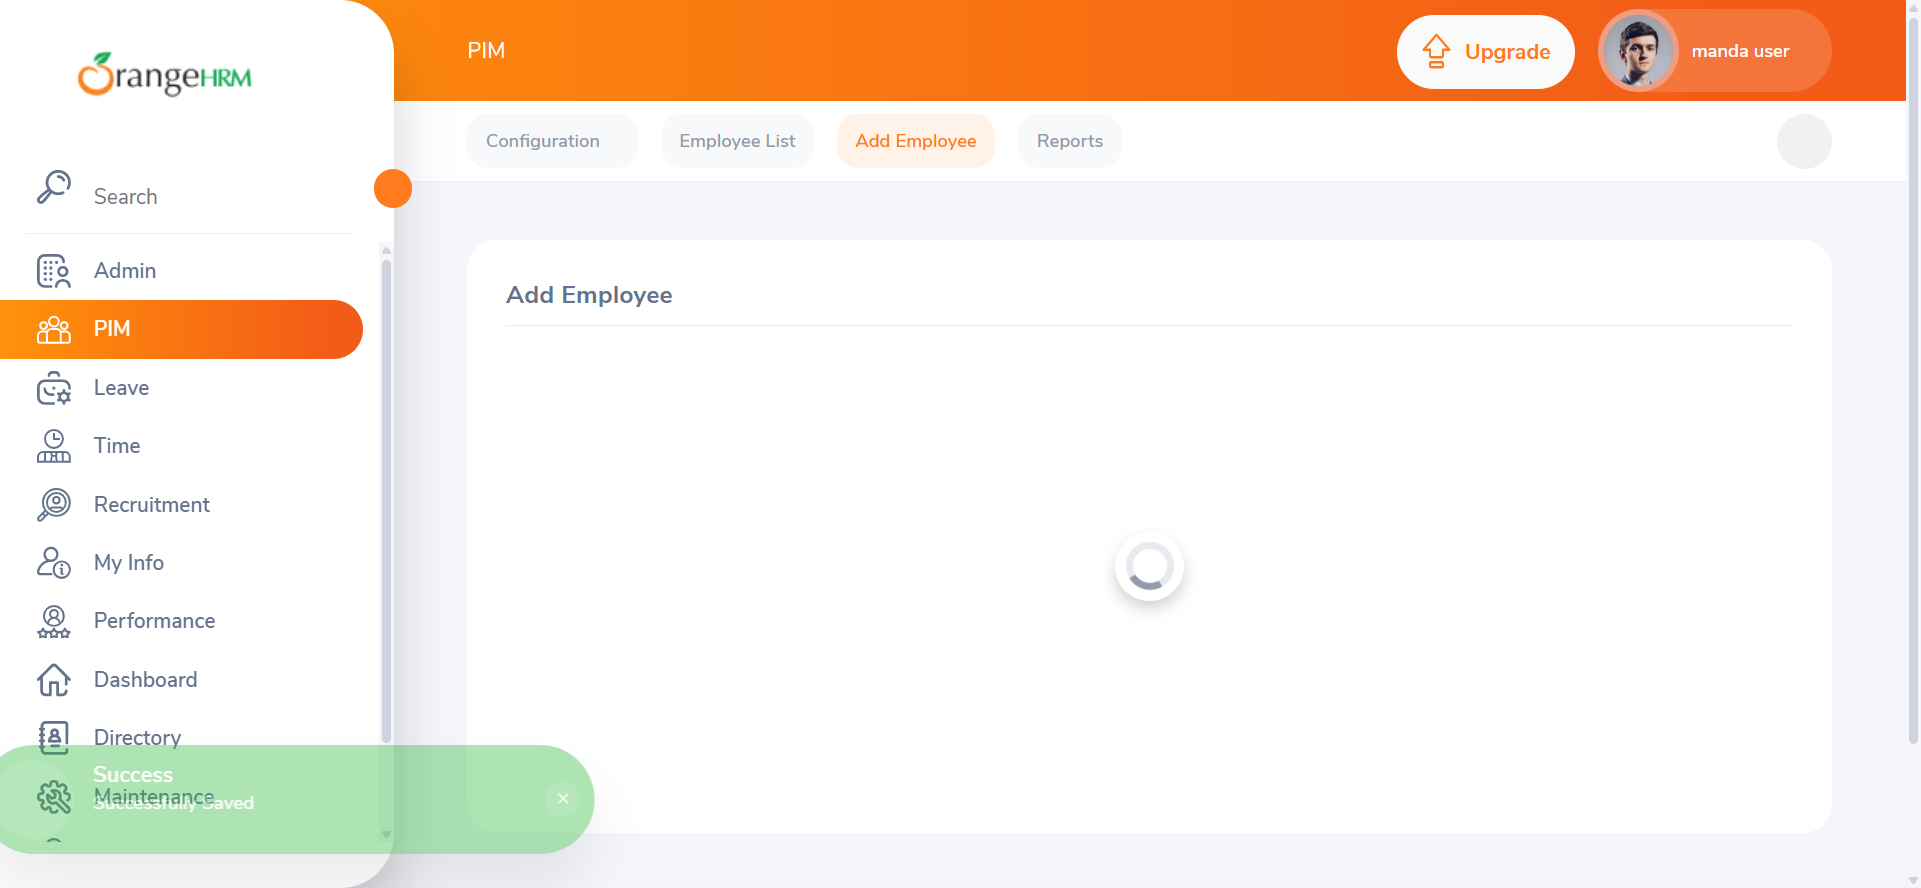 OrangeHRM
PIM
Upgrade
manda user
Configuration
Employee List
Add Employee
Reports
Search
Admin
PIM
Leave
Time
Recruitment
My Info
Performance
Dashboard
Directory
Maintenance
Add Employee
Success
Successfully Saved